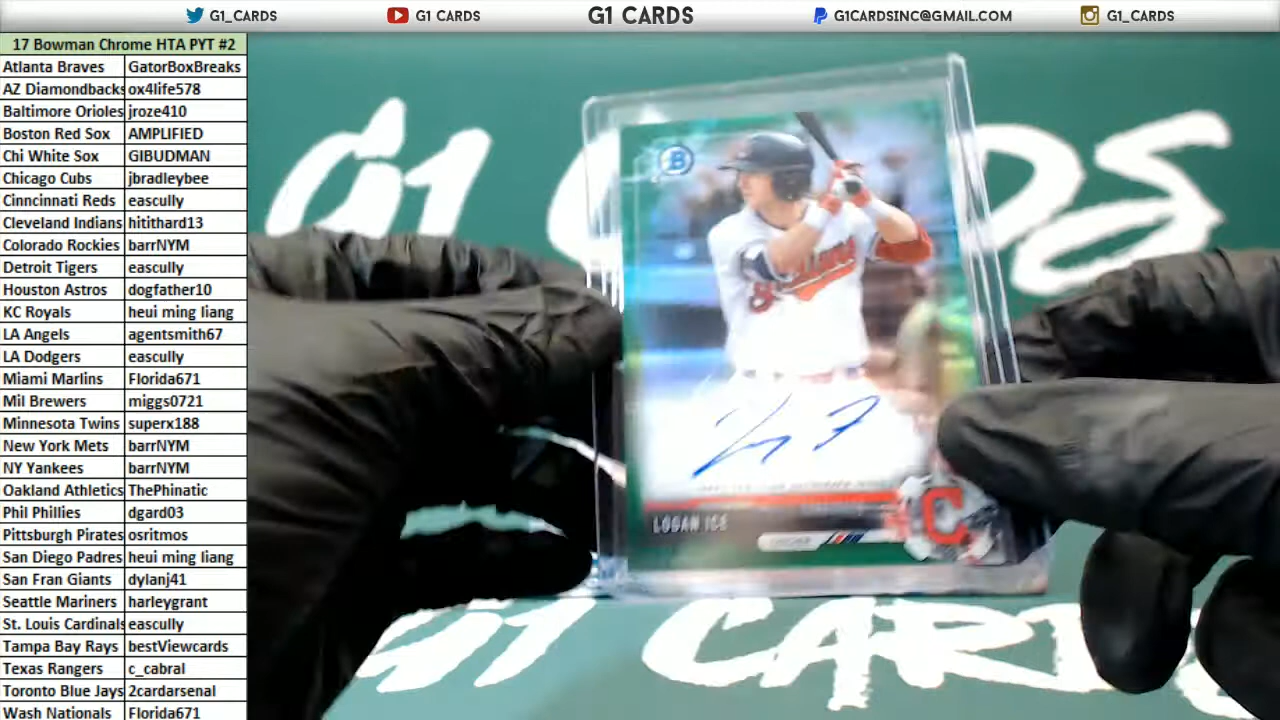 G1_CARDS
G1 CARDS
G1 CARDS
G1CARDSINC@GMAIL.COM
G1_CARDS
17 Bowman Chrome HTA PYT #2
Atlanta Braves GatorBoxBreaks
AZ Diamondbacks ox4life578
Baltimore Orioles jroze410
Boston Red Sox AMPLIFIED
Chi White Sox GIBUDMAN
Chicago Cubs jbradleybee
Cinncinnati Reds eascully
Cleveland Indians hitithard13
Colorado Rockies barrNYM
Detroit Tigers eascully
Houston Astros dogfather10
KC Royals heui ming liang
LA Angels agentsmith67
LA Dodgers eascully
Miami Marlins Florida671
Mil Brewers miggs0721
Minnesota Twins superx188
New York Mets barrNYM
NY Yankees barrNYM
Oakland Athletics ThePhinatic
Phil Phillies dgard03
Pittsburgh Pirates osritmos
San Diego Padres heui ming liang
San Fran Giants dylanj41
Seattle Mariners harleygrant
St. Louis Cardinals eascully
Tampa Bay Rays bestViewcards
Texas Rangers c_cabral
Toronto Blue Jays 2cardarsenal
Wash Nationals Florida671
G1 CARDS
B
LOGAN ICE
C
G1 CARDS